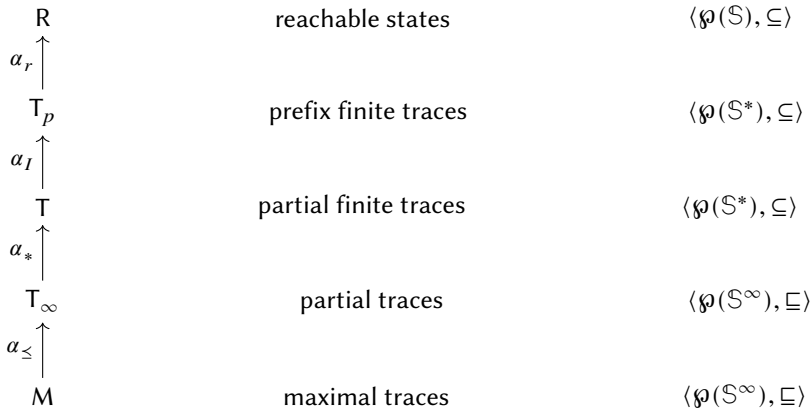 R reachable states ⟨℘(𝕊), ⊆⟩
α_r
T_p prefix finite traces ⟨℘(𝕊*), ⊆⟩
α_I
T partial finite traces ⟨℘(𝕊*), ⊆⟩
α_*
T_∞ partial traces ⟨℘(𝕊^∞), ⊑⟩
α_⪯
M maximal traces ⟨℘(𝕊^∞), ⊑⟩